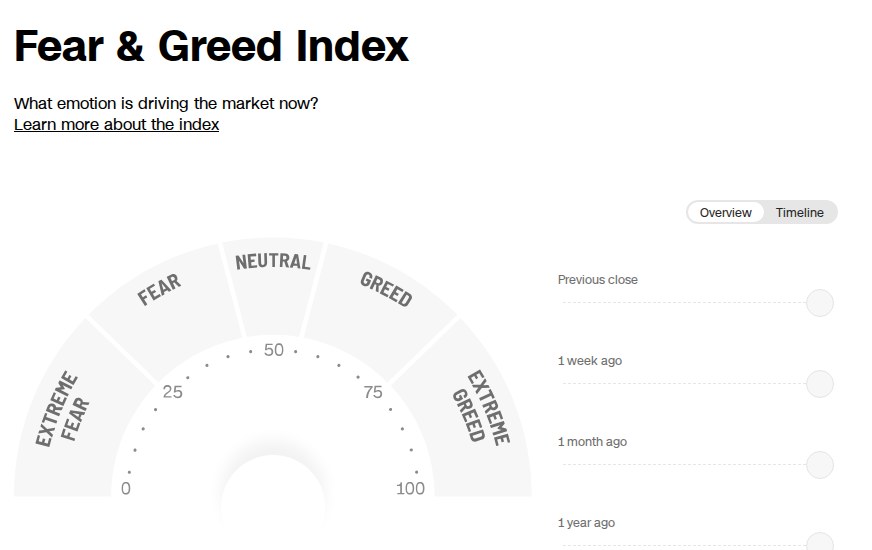 Fear & Greed Index
What emotion is driving the market now?
Learn more about the index
Overview
Timeline
EXTREME
FEAR
FEAR
NEUTRAL
GREED
EXTREME
GREED
0
25
50
75
100
Previous close
1 week ago
1 month ago
1 year ago